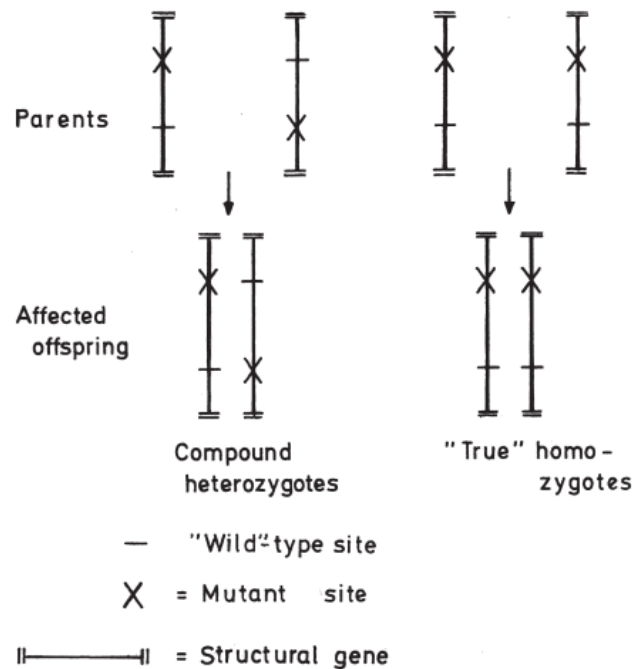 Parents
Affected
offspring
Compound
heterozygotes
"True" homo-
zygotes
"Wild"-type site
= Mutant site
= Structural gene